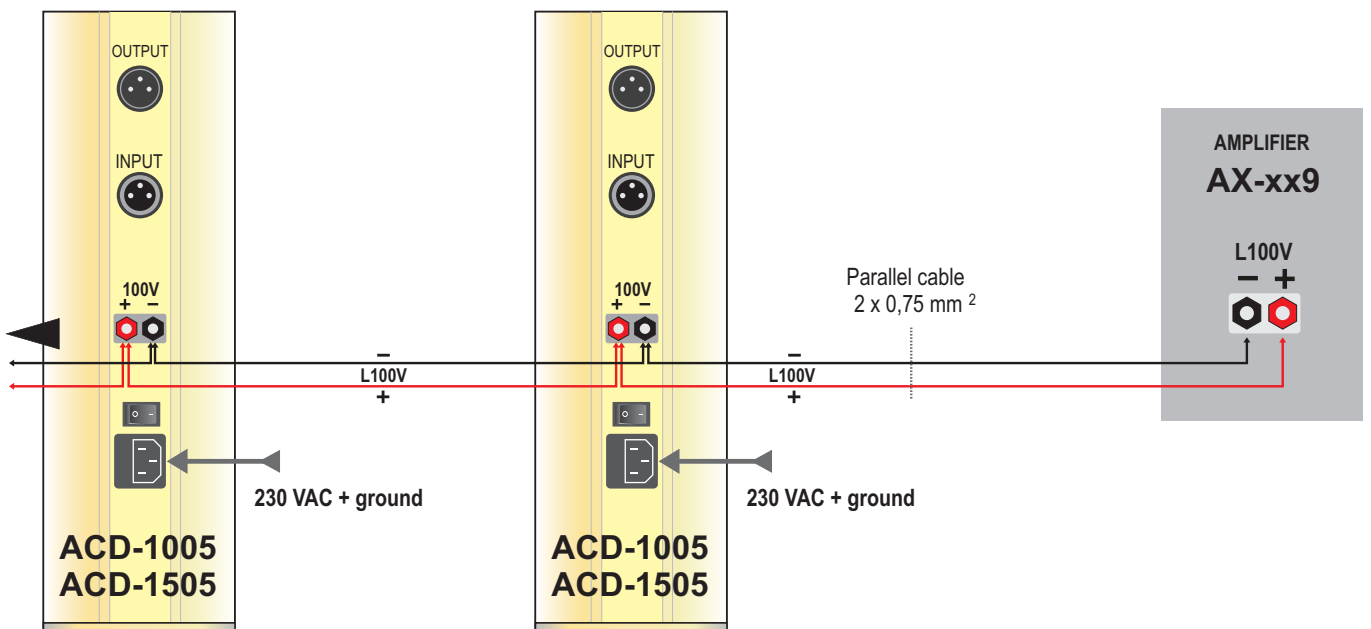 OUTPUT
INPUT
100V
+ −
230 VAC + ground
ACD-1005
ACD-1505
−
L100V
+
OUTPUT
INPUT
100V
+ −
230 VAC + ground
ACD-1005
ACD-1505
−
L100V
+
Parallel cable
2 x 0,75 mm ²
AMPLIFIER
AX-xx9
L100V
− +